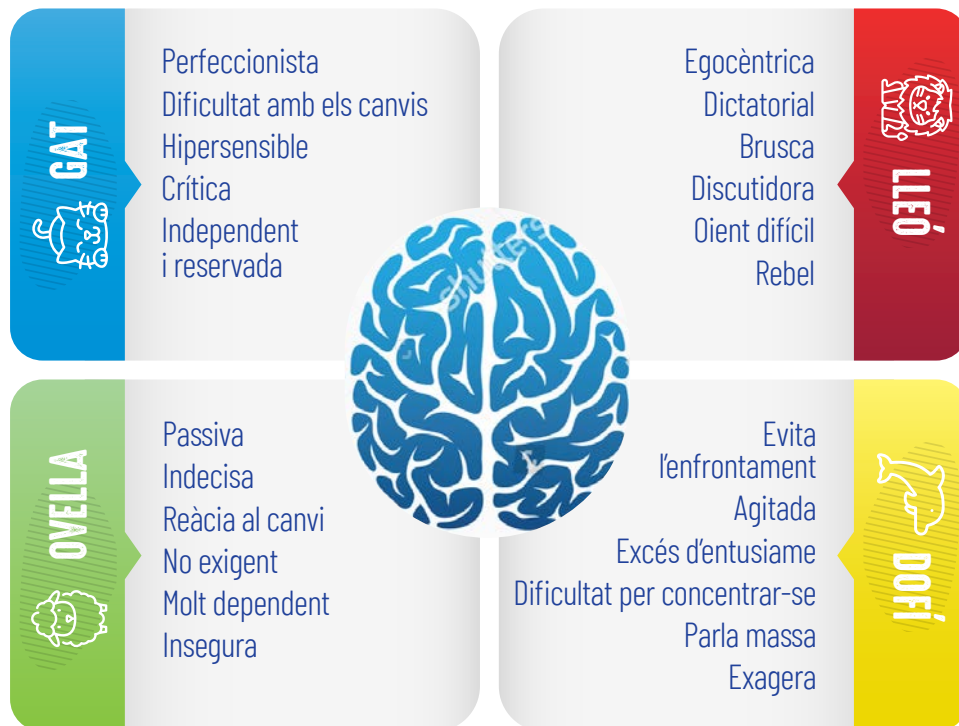 GAT
Perfeccionista
Dificultat amb els canvis
Hipersensible
Crítica
Independent
i reservada
LLEÓ
Egocèntrica
Dictatorial
Brusca
Discutidora
Oient difícil
Rebel
shutters
OVELLA
Passiva
Indecisa
Reàcia al canvi
No exigent
Molt dependent
Insegura
DOFÍ
Evita
l'enfrontament
Agitada
Excés d'entusiame
Dificultat per concentrar-se
Parla massa
Exagera